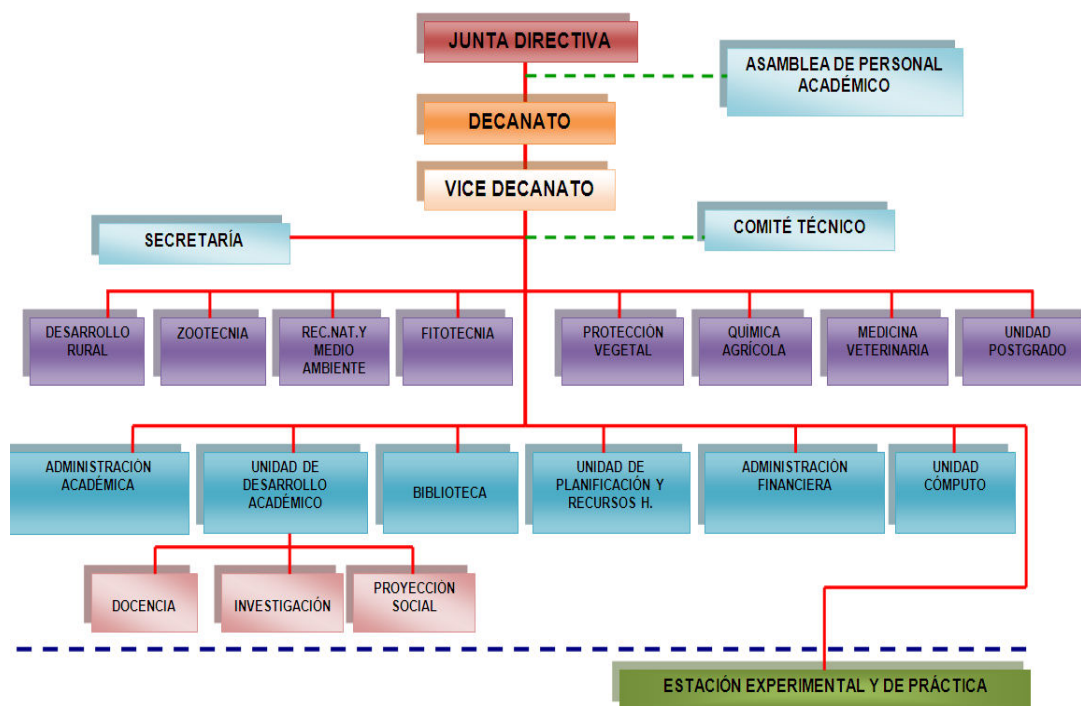 JUNTA DIRECTIVA
ASAMBLEA DE PERSONAL
ACADÉMICO
DECANATO
VICE DECANATO
SECRETARÍA
COMITÉ TÉCNICO
DESARROLLO
RURAL
ZOOTECNIA
REC.NAT.Y
MEDIO
AMBIENTE
FITOTECNIA
PROTECCIÓN
VEGETAL
QUÍMICA
AGRÍCOLA
MEDICINA
VETERINARIA
UNIDAD
POSTGRADO
ADMINISTRACIÓN
ACADÉMICA
UNIDAD DE
DESARROLLO
ACADÉMICO
BIBLIOTECA
UNIDAD DE
PLANIFICACIÓN Y
RECURSOS H.
ADMINISTRACIÓN
FINANCIERA
UNIDAD
CÓMPUTO
DOCENCIA
INVESTIGACIÓN
PROYECCIÓN
SOCIAL
ESTACIÓN EXPERIMENTAL Y DE PRÁCTICA